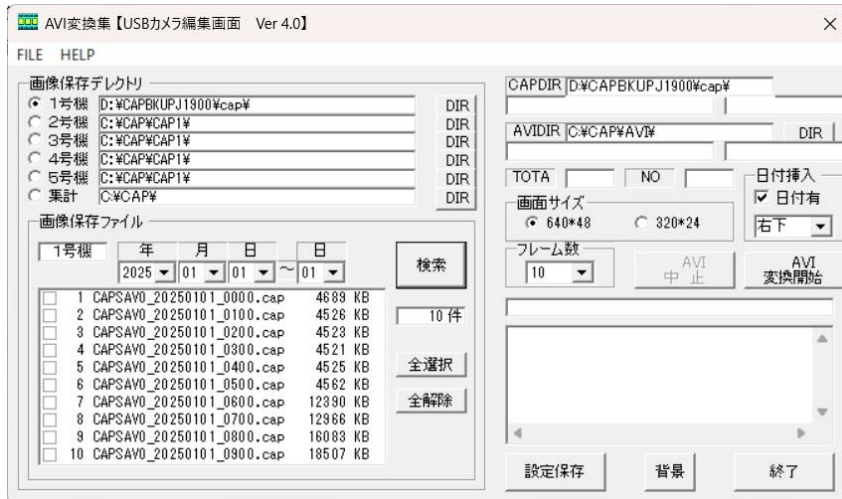 AVI変換集【USBカメラ編集画面 Ver 4.0】
FILE HELP
画像保存デレクトリ
1号機 D:¥CAPBKUPJ1900¥cap¥ DIR
2号機 C:¥CAP¥CAP1¥ DIR
3号機 C:¥CAP¥CAP1¥ DIR
4号機 C:¥CAP¥CAP1¥ DIR
5号機 C:¥CAP¥CAP1¥ DIR
集計 C:¥CAP¥ DIR
画像保存ファイル
1号機 年 月 日 日
2025 01 01 ～ 01
検索
1 CAPSAV0_20250101_0000.cap 4689 KB
2 CAPSAV0_20250101_0100.cap 4526 KB
3 CAPSAV0_20250101_0200.cap 4523 KB
4 CAPSAV0_20250101_0300.cap 4521 KB
5 CAPSAV0_20250101_0400.cap 4525 KB
6 CAPSAV0_20250101_0500.cap 4562 KB
7 CAPSAV0_20250101_0600.cap 12390 KB
8 CAPSAV0_20250101_0700.cap 12966 KB
9 CAPSAV0_20250101_0800.cap 16083 KB
10 CAPSAV0_20250101_0900.cap 18507 KB
10 件
全選択
全解除
CAPDIR D:¥CAPBKUPJ1900¥cap¥
AVIDIR C:¥CAP¥AVI¥ DIR
TOTA NO
日付挿入
日付有
右下
画面サイズ
640*48 320*24
フレーム数
10
AVI
中 止
AVI
変換開始
設定保存 背景 終了